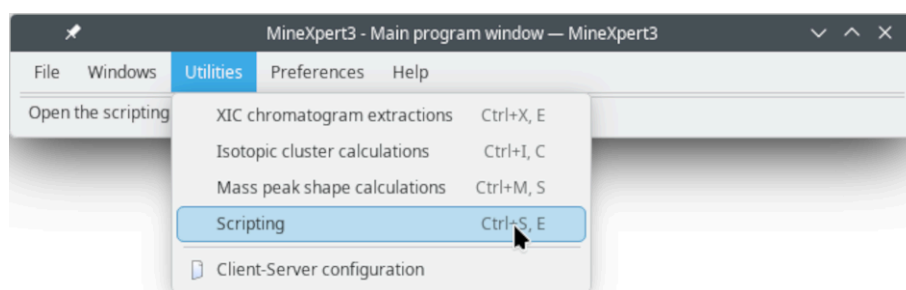 MineXpert3 - Main program window — MineXpert3
File Windows Utilities Preferences Help
Open the scripting
XIC chromatogram extractions Ctrl+X, E
Isotopic cluster calculations Ctrl+I, C
Mass peak shape calculations Ctrl+M, S
Scripting Ctrl+S, E
Client-Server configuration